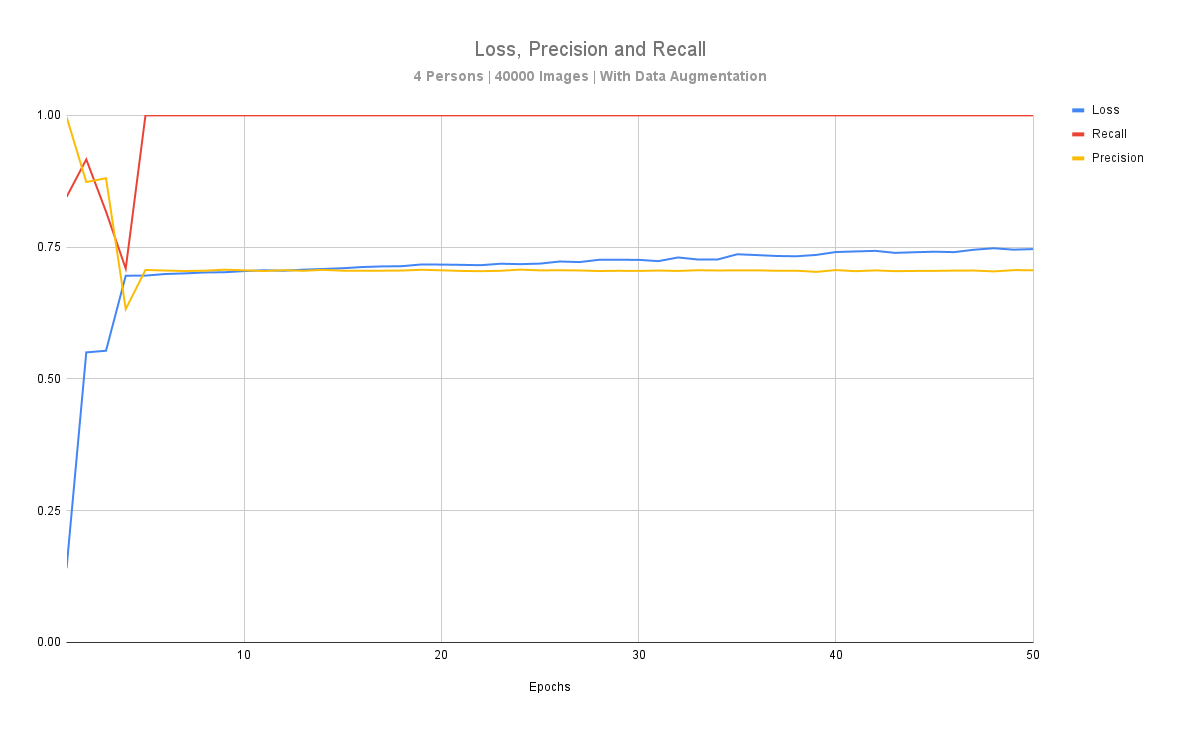 Loss, Precision and Recall
4 Persons | 40000 Images | With Data Augmentation
Loss
Recall
Precision
1.00
0.75
0.50
0.25
0.00
10 20 30 40 50
Epochs